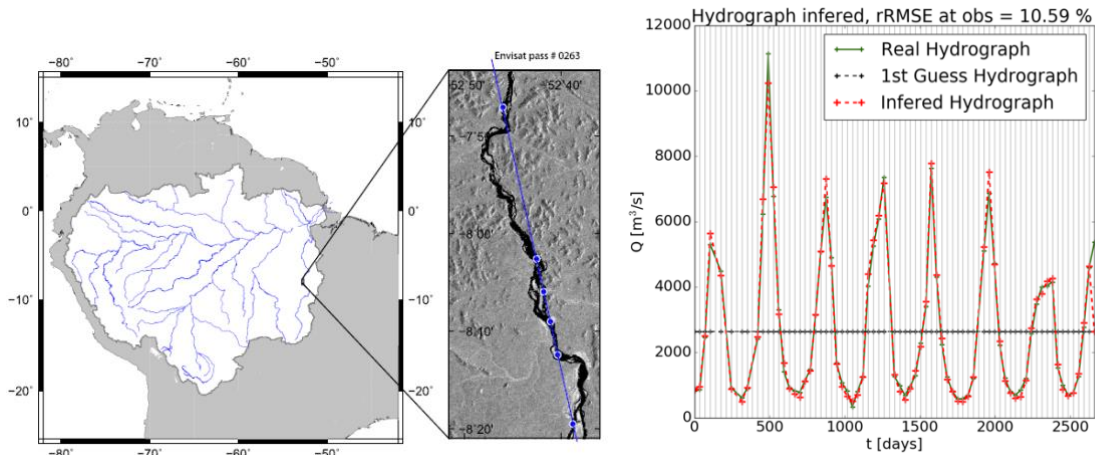 −80° −70° −60° −50°
10° 10°
0° 0°
−10° −10°
−20° −20°
−80° −70° −60° −50°
Envisat pass # 0263
−52°50' −52°40'
−7°50'
−8°00'
−8°10'
−8°20'
Hydrograph infered, rRMSE at obs = 10.59 %
Real Hydrograph
1st Guess Hydrograph
Infered Hydrograph
Q [m³/s]
12000
10000
8000
6000
4000
2000
0
0 500 1000 1500 2000 2500
t [days]